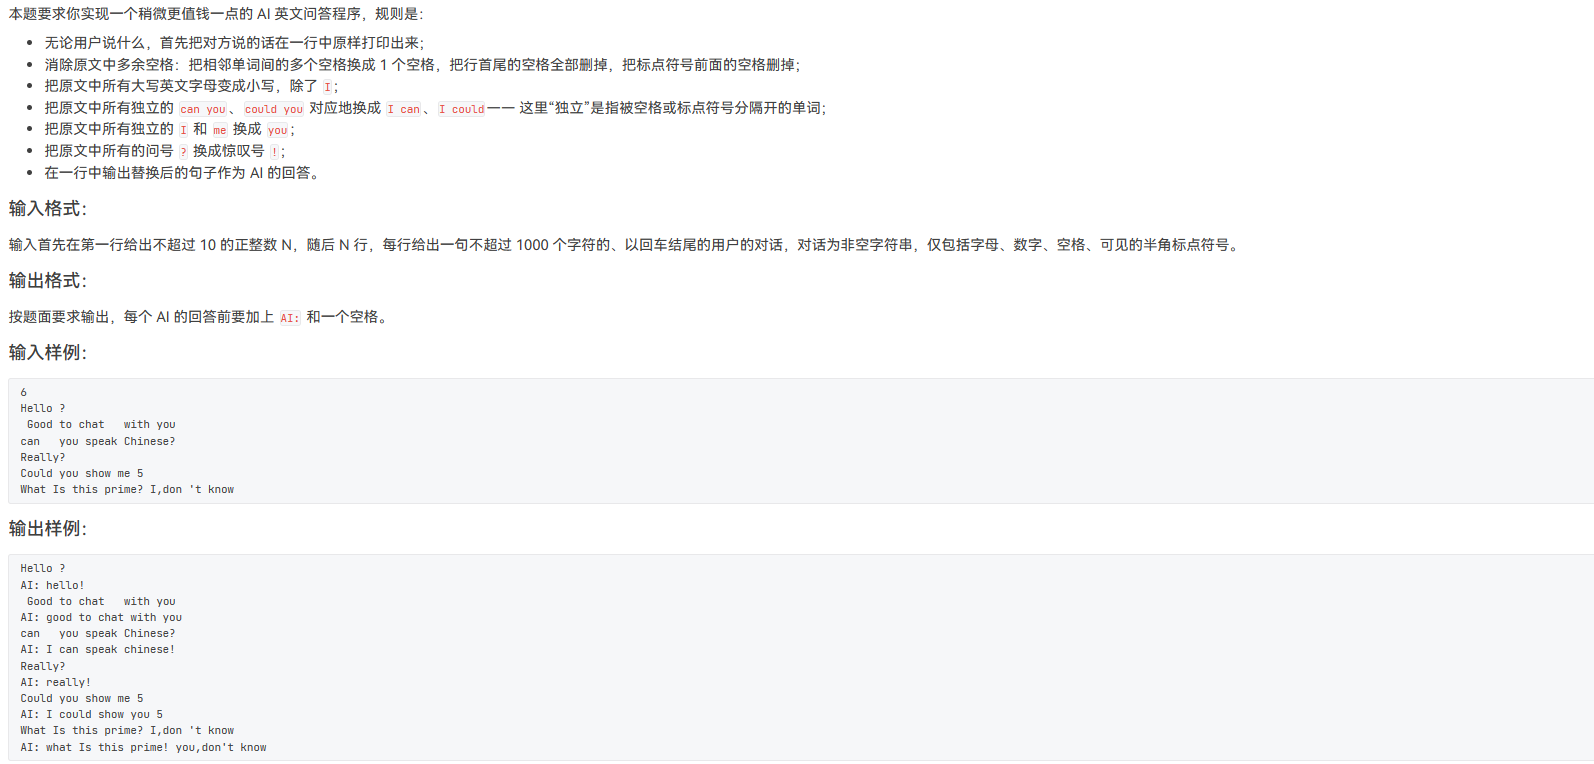 本题要求你实现一个稍微更值钱一点的 AI 英文问答程序，规则是：
无论用户说什么，首先把对方说的话在一行中原样打印出来；
消除原文中多余空格：把相邻单词间的多个空格换成 1 个空格，把行首尾的空格全部删掉，把标点符号前面的空格删掉；
把原文中所有大写英文字母变成小写，除了 I；
把原文中所有独立的 can you、could you 对应地换成 I can、I could—— 这里“独立”是指被空格或标点符号分隔开的单词；
把原文中所有独立的 I 和 me 换成 you；
把原文中所有的问号 ? 换成惊叹号 !；
在一行中输出替换后的句子作为 AI 的回答。
输入格式：
输入首先在第一行给出不超过 10 的正整数 N，随后 N 行，每行给出一句不超过 1000 个字符的、以回车结尾的用户的对话，对话为非空字符串，仅包括字母、数字、空格、可见的半角标点符号。
输出格式：
按题面要求输出，每个 AI 的回答前要加上 AI: 和一个空格。
输入样例：
6
Hello ?
 Good to chat   with you
can   you speak Chinese?
Really?
Could you show me 5
What Is this prime? I,don 't know
输出样例：
Hello ?
AI: hello!
 Good to chat   with you
AI: good to chat with you
can   you speak Chinese?
AI: I can speak chinese!
Really?
AI: really!
Could you show me 5
AI: I could show you 5
What Is this prime? I,don 't know
AI: what Is this prime! you,don't know